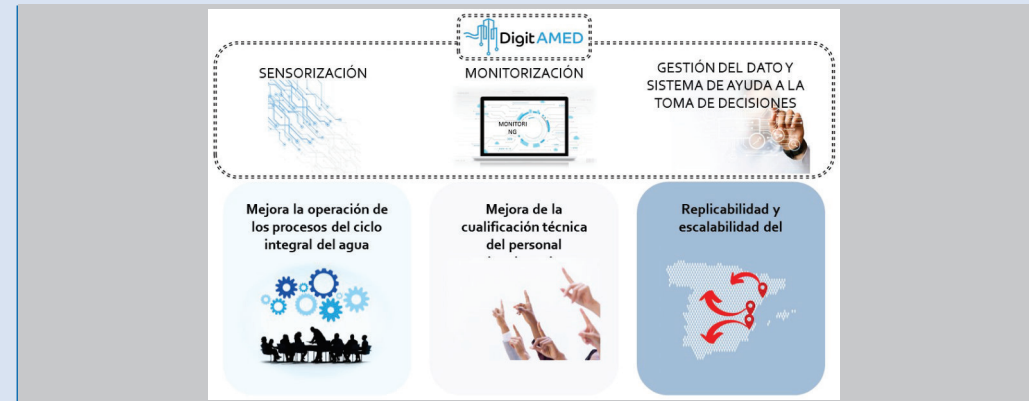 DigitAMED
SENSORIZACIÓN
MONITORIZACIÓN
GESTIÓN DEL DATO Y
SISTEMA DE AYUDA A LA
TOMA DE DECISIONES
MONITORI
NG
Mejora la operación de
los procesos del ciclo
integral del agua
Mejora de la
cualificación técnica
del personal
Replicabilidad y
escalabilidad del